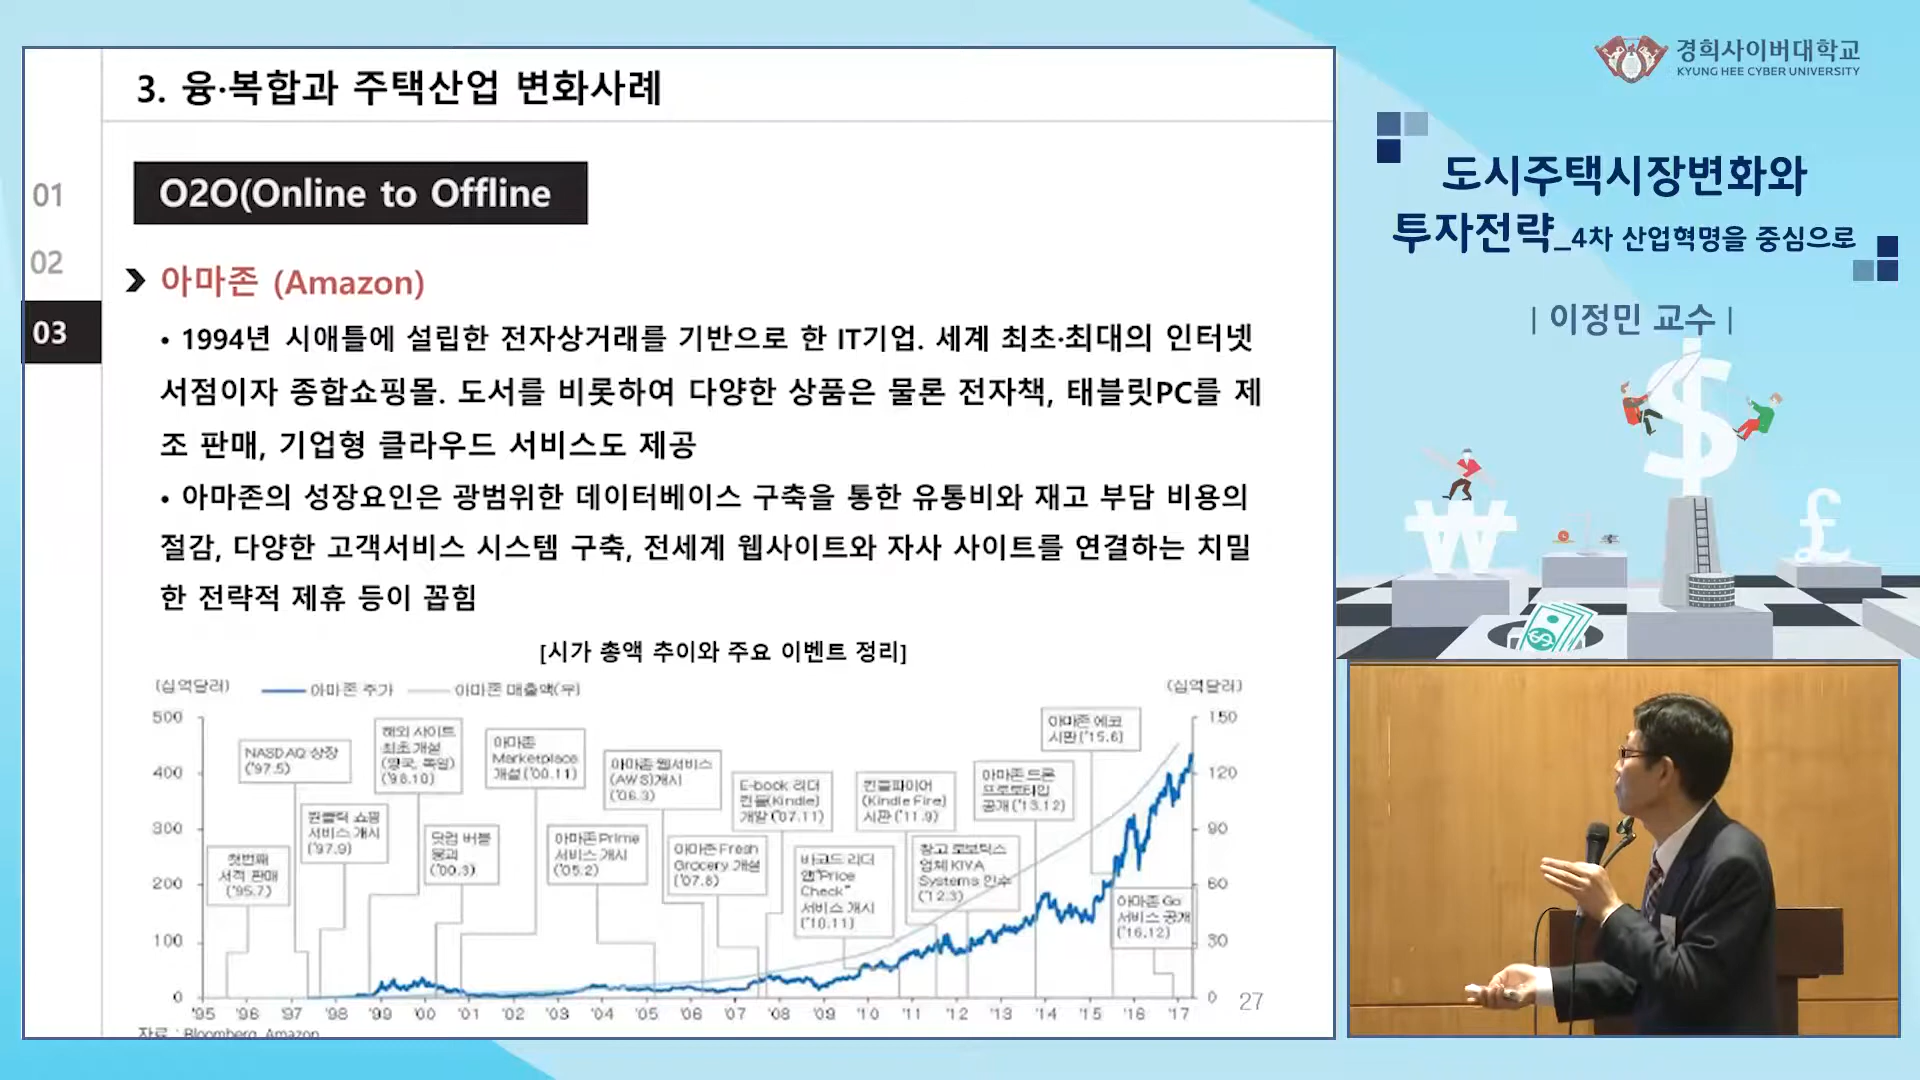 3. 융·복합과 주택산업 변화사례
01
02
03
O2O(Online to Offline
아마존 (Amazon)
• 1994년 시애틀에 설립한 전자상거래를 기반으로 한 IT기업. 세계 최초·최대의 인터넷
서점이자 종합쇼핑몰. 도서를 비롯하여 다양한 상품은 물론 전자책, 태블릿PC를 제
조 판매, 기업형 클라우드 서비스도 제공
• 아마존의 성장요인은 광범위한 데이터베이스 구축을 통한 유통비와 재고 부담 비용의
절감, 다양한 고객서비스 시스템 구축, 전세계 웹사이트와 자사 사이트를 연결하는 치밀
한 전략적 제휴 등이 꼽힘
[시가 총액 추이와 주요 이벤트 정리]
(십억달러)
아마존 주가
아마존 매출액(우)
(십억달러)
500
400
300
200
100
0
150
120
90
60
30
0
첫번째
서적 판매
('95.7)
NASDAQ 상장
('97.5)
원클릭 쇼핑
서비스 개시
('97.9)
해외 사이트
최초 개설
(영국, 독일)
('98.10)
닷컴 버블
붕괴
('00.3)
아마존
Marketplace
개설('00.11)
아마존 Prime
서비스 개시
('05.2)
아마존 웹서비스
(AWS)개시
('06.3)
아마존 Fresh
Grocery 개설
('07.8)
E-book 리더
킨들(Kindle)
개발('07.11)
바코드 리더
앱"Price
Check"
서비스 개시
('10.11)
킨들파이어
(Kindle Fire)
시판('11.9)
창고 로보틱스
업체 KIVA
Systems 인수
('12.3)
아마존 드론
프로토타입
공개('13.12)
아마존 에코
시판('15.6)
아마존 Go
서비스 공개
('16.12)
'95 '96 '97 '98 '99 '00 '01 '02 '03 '04 '05 '06 '07 '08 '09 '10 '11 '12 '13 '14 '15 '16 '17
자료 : Bloomberg, Amazon
27
경희사이버대학교
KYUNG HEE CYBER UNIVERSITY
도시주택시장변화와
투자전략_4차 산업혁명을 중심으로
| 이정민 교수 |